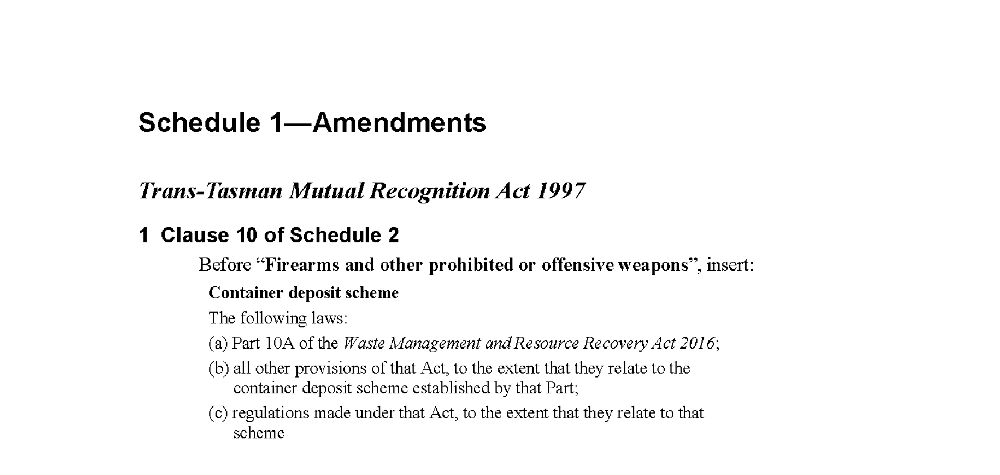 Schedule 1—Amendments
Trans-Tasman Mutual Recognition Act 1997
1 Clause 10 of Schedule 2
Before “Firearms and other prohibited or offensive weapons”, insert:
Container deposit scheme
The following laws:
(a) Part 10A of the Waste Management and Resource Recovery Act 2016;
(b) all other provisions of that Act, to the extent that they relate to the
container deposit scheme established by that Part;
(c) regulations made under that Act, to the extent that they relate to that
scheme